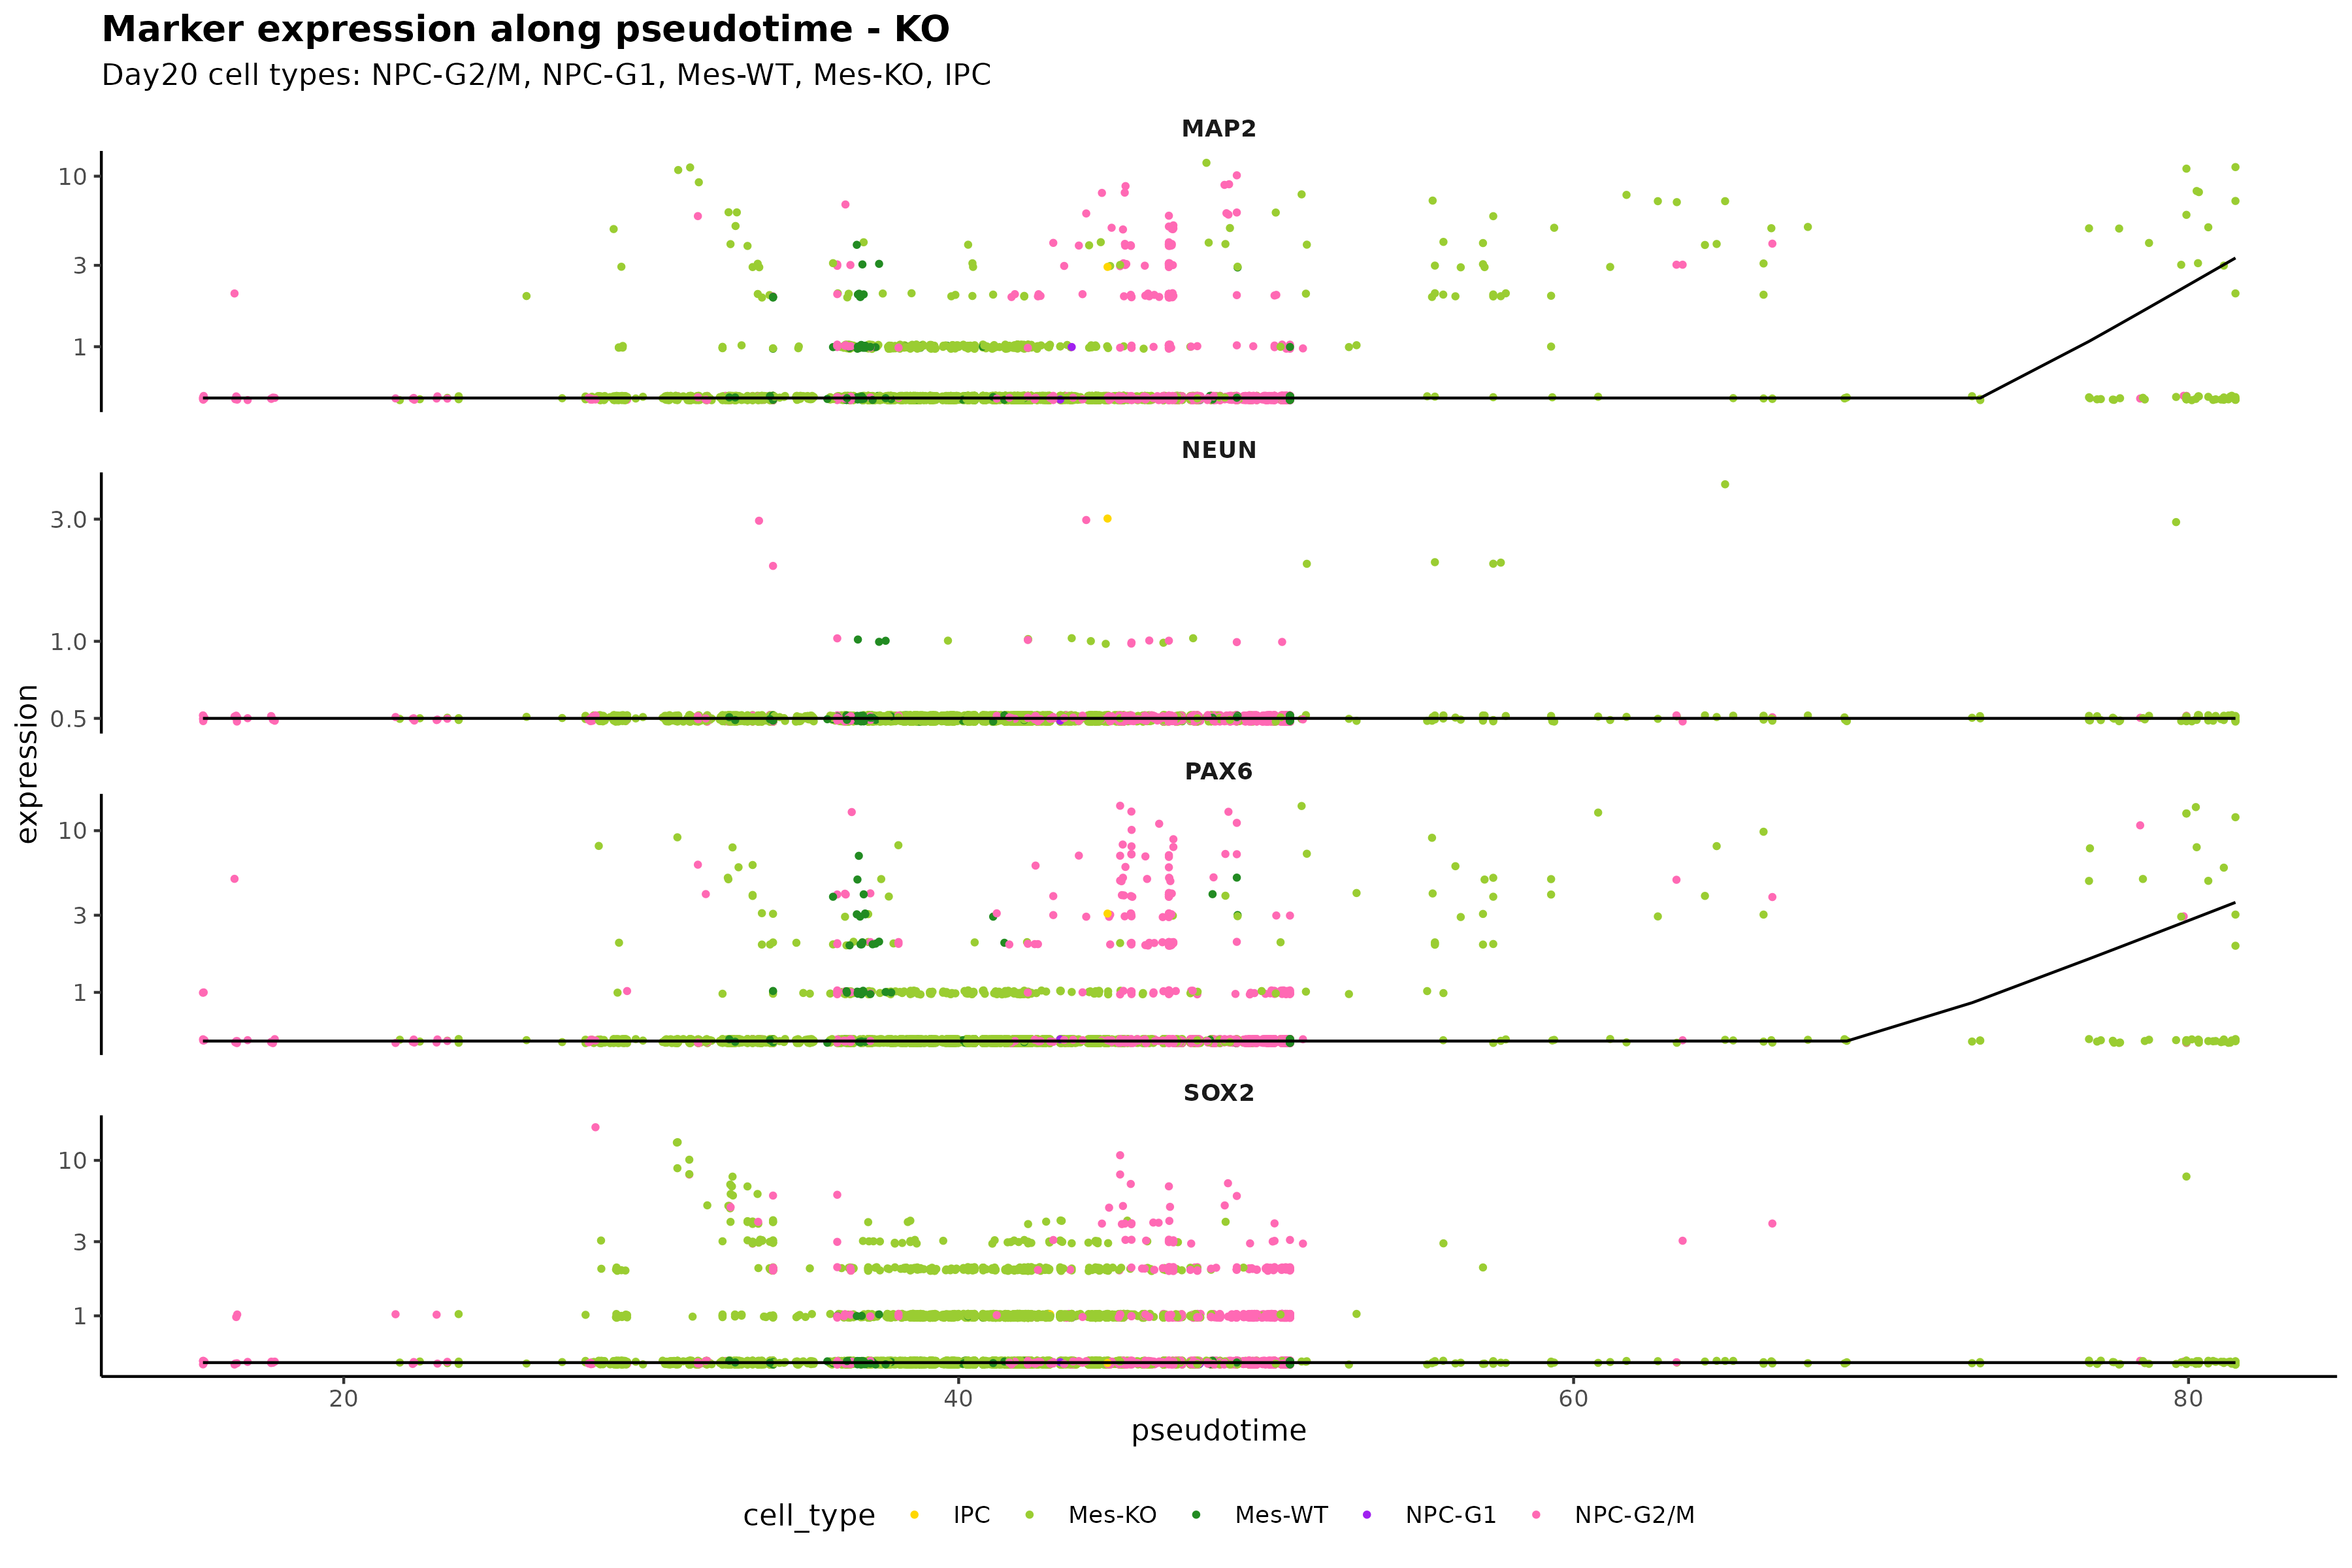 Marker expression along pseudotime - KO
Day20 cell types: NPC-G2/M, NPC-G1, Mes-WT, Mes-KO, IPC
MAP2
10
3
1
NEUN
3.0
1.0
0.5
PAX6
10
3
1
SOX2
10
3
1
expression
20 40 60 80
pseudotime
cell_type IPC Mes-KO Mes-WT NPC-G1 NPC-G2/M